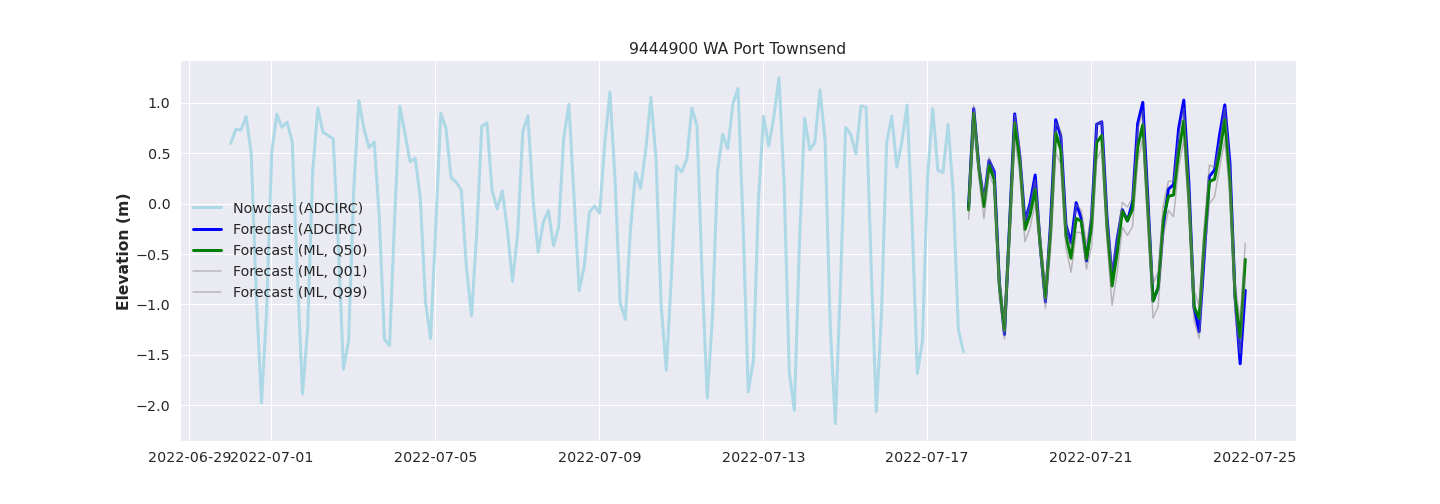 9444900 WA Port Townsend
Elevation (m)
1.0
0.5
0.0
−0.5
−1.0
−1.5
−2.0
Nowcast (ADCIRC)
Forecast (ADCIRC)
Forecast (ML, Q50)
Forecast (ML, Q01)
Forecast (ML, Q99)
2022-06-29 2022-07-01 2022-07-05 2022-07-09 2022-07-13 2022-07-17 2022-07-21 2022-07-25